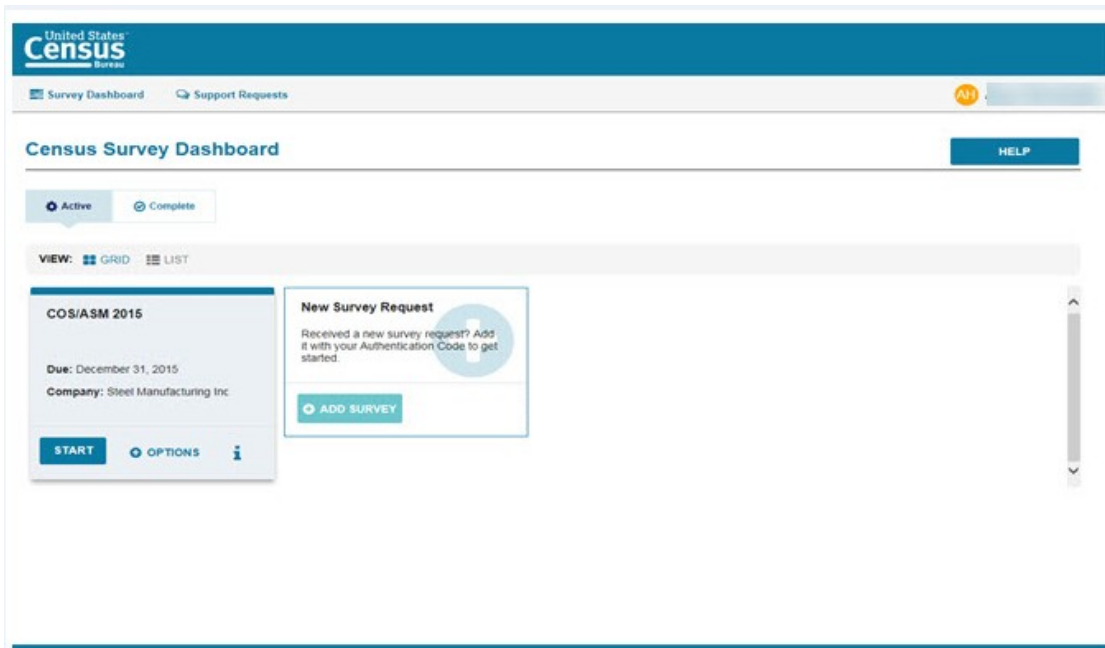 United States™
Census
Bureau
Survey Dashboard Support Requests AH
Census Survey Dashboard HELP
Active Complete
VIEW: GRID LIST
COS/ASM 2015
Due: December 31, 2015
Company: Steel Manufacturing Inc
START OPTIONS i
New Survey Request
Received a new survey request? Add
it with your Authentication Code to get
started.
ADD SURVEY